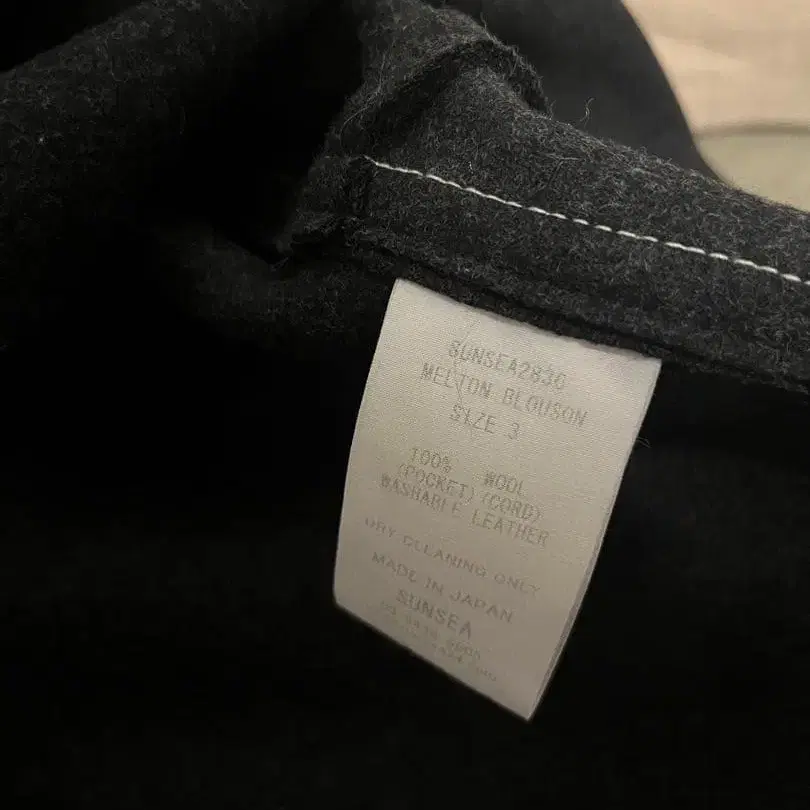 SUNSEA2830
MELTON BLOUSON
SIZE 3
100% WOOL
(POCKET)(CORD)
WASHABLE LEATHER
DRY CLEANING ONLY
MADE IN JAPAN
SUNSEA